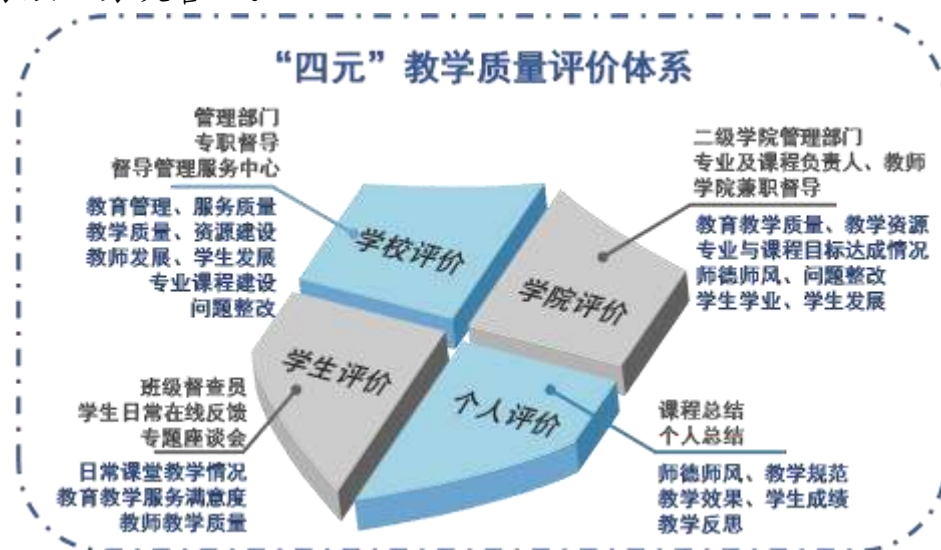 “四元”教学质量评价体系
管理部门
专职督导
督导管理服务中心
教育管理、服务质量
教学质量、资源建设
教师发展、学生发展
专业课程建设
问题整改
学校评价
二级学院管理部门
专业及课程负责人、教师
学院兼职督导
教育教学质量、教学资源
专业与课程目标达成情况
师德师风、问题整改
学生学业、学生发展
学院评价
学生评价
班级督查员
学生日常在线反馈
专题座谈会
日常课堂教学情况
教育教学服务满意度
教师教学质量
个人评价
课程总结
个人总结
师德师风、教学规范
教学效果、学生成绩
教学反思